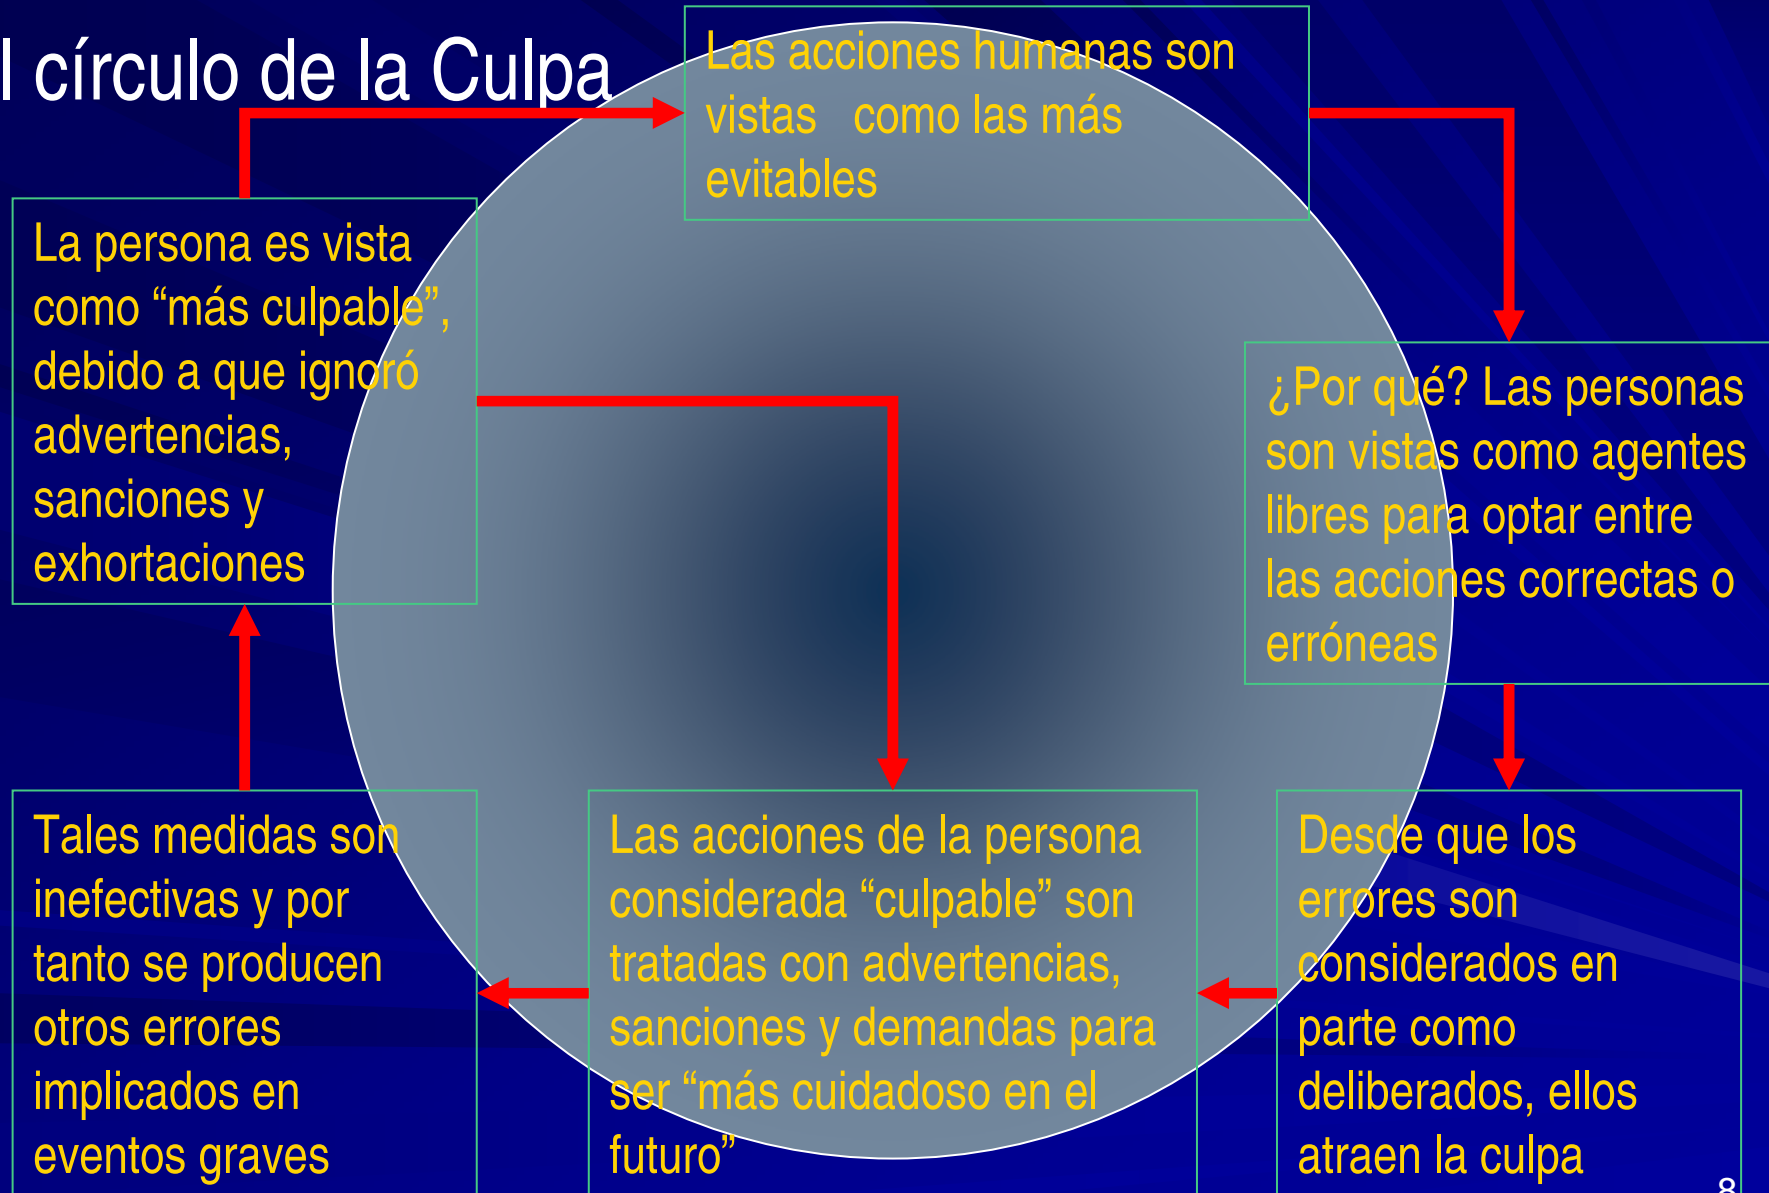 l círculo de la Culpa
Las acciones humanas son
vistas como las más
evitables
La persona es vista
como “más culpable”,
debido a que ignoró
advertencias,
sanciones y
exhortaciones
¿Por qué? Las personas
son vistas como agentes
libres para optar entre
las acciones correctas o
erróneas
Desde que los
errores son
considerados en
parte como
deliberados, ellos
atraen la culpa
Las acciones de la persona
considerada “culpable” son
tratadas con advertencias,
sanciones y demandas para
ser “más cuidadoso en el
futuro”
Tales medidas son
inefectivas y por
tanto se producen
otros errores
implicados en
eventos graves
8